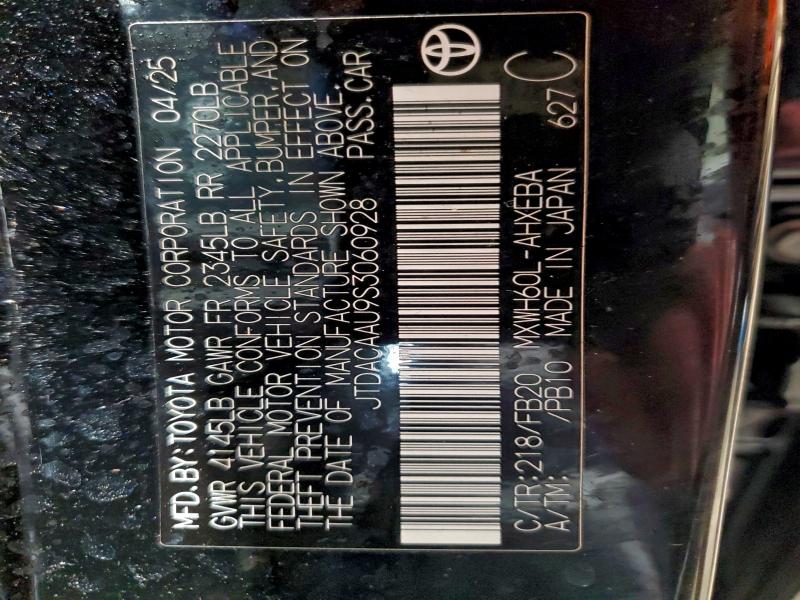 MFD.BY:TOYOTA MOTOR CORPORATION 04/25
GVWR 4145LB GAWR FR 2345LB RR 2270LB
THIS VEHICLE CONFORMS TO ALL APPLICABLE
FEDERAL MOTOR VEHICLE SAFETY,BUMPER,AND
THEFT PREVENTION STANDARDS IN EFFECT ON
THE DATE OF MANUFACTURE SHOWN ABOVE.
JTDACAAU9S3060928 PASS.CAR
C/TR:218/FB20 MXWH60L-AHXEBA C
A/TM: /PB10 MADE IN JAPAN 627 C